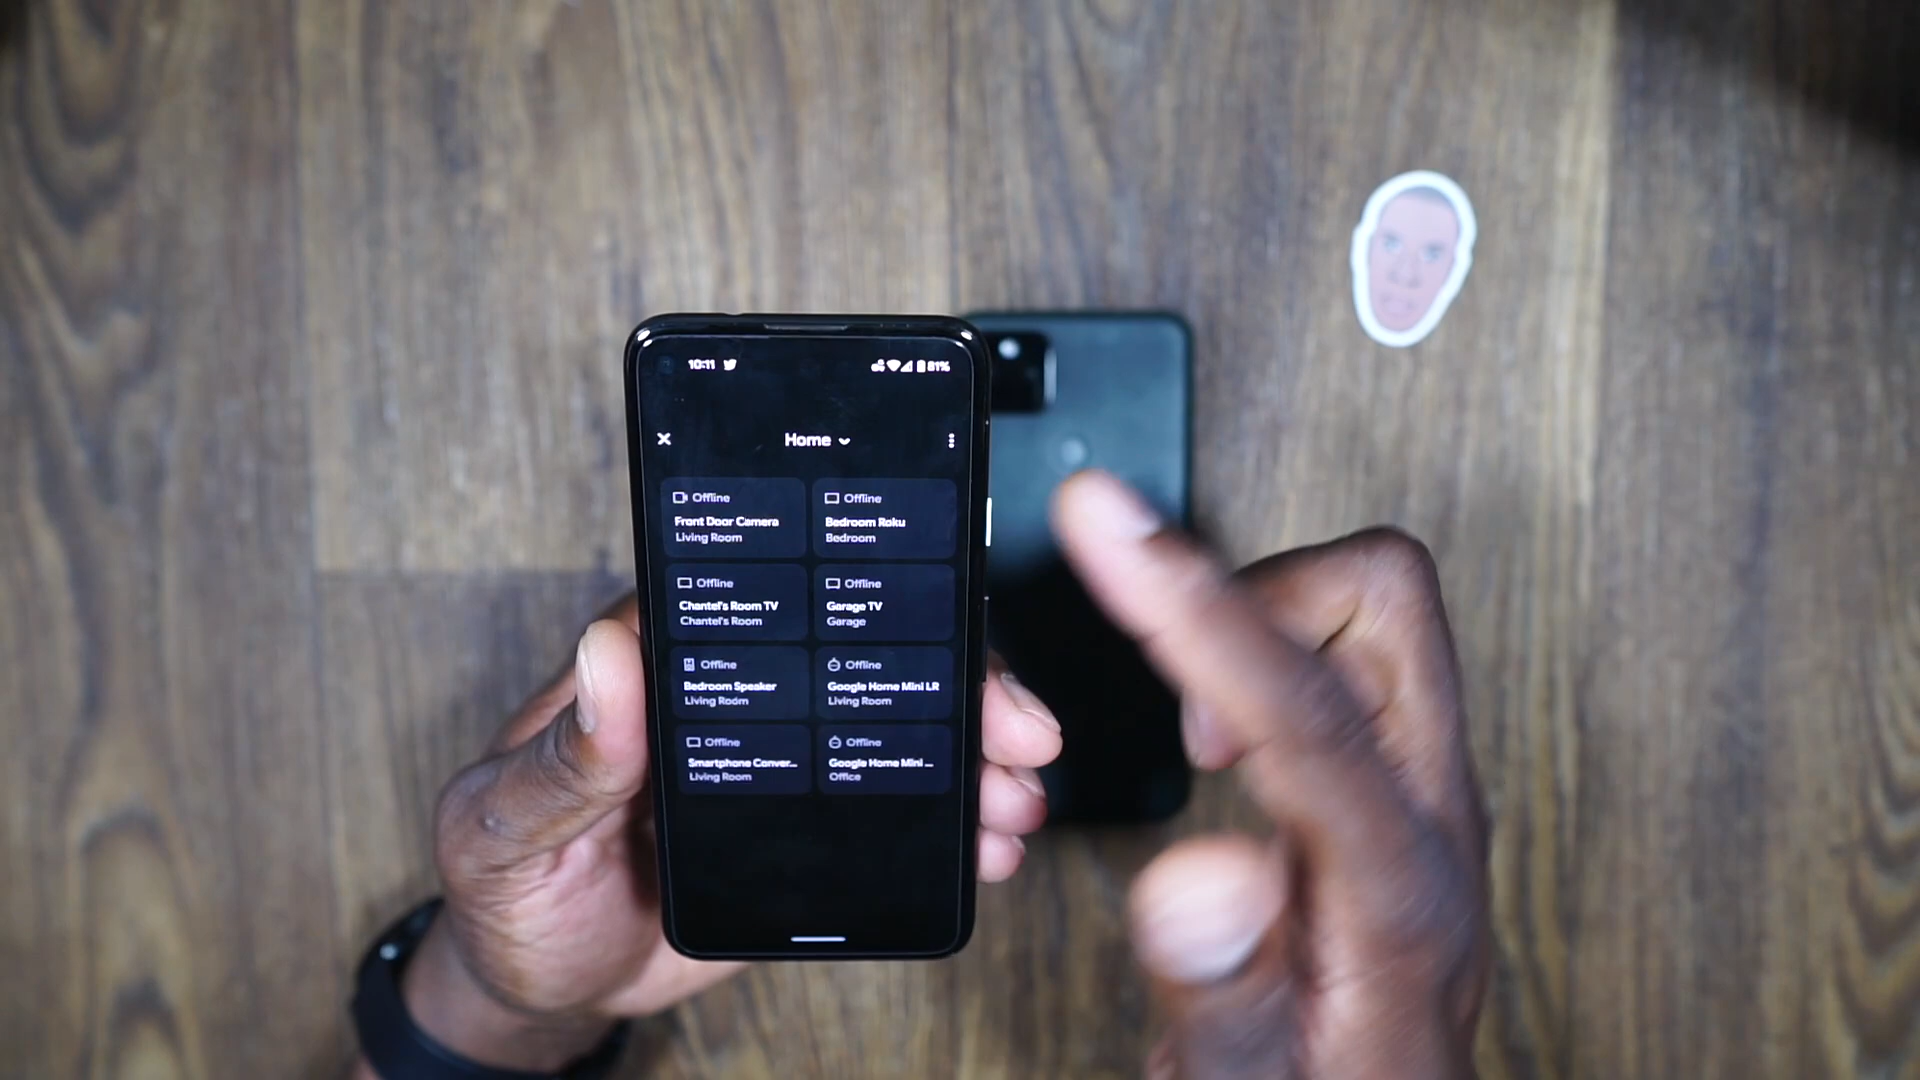 10:11
81%
Home
Offline
Front Door Camera
Living Room
Offline
Bedroom Roku
Bedroom
Offline
Chantel's Room TV
Chantel's Room
Offline
Garage TV
Garage
Offline
Bedroom Speaker
Living Room
Offline
Google Home Mini LR
Living Room
Offline
Smartphone Conver...
Living Room
Offline
Google Home Mini ...
Office